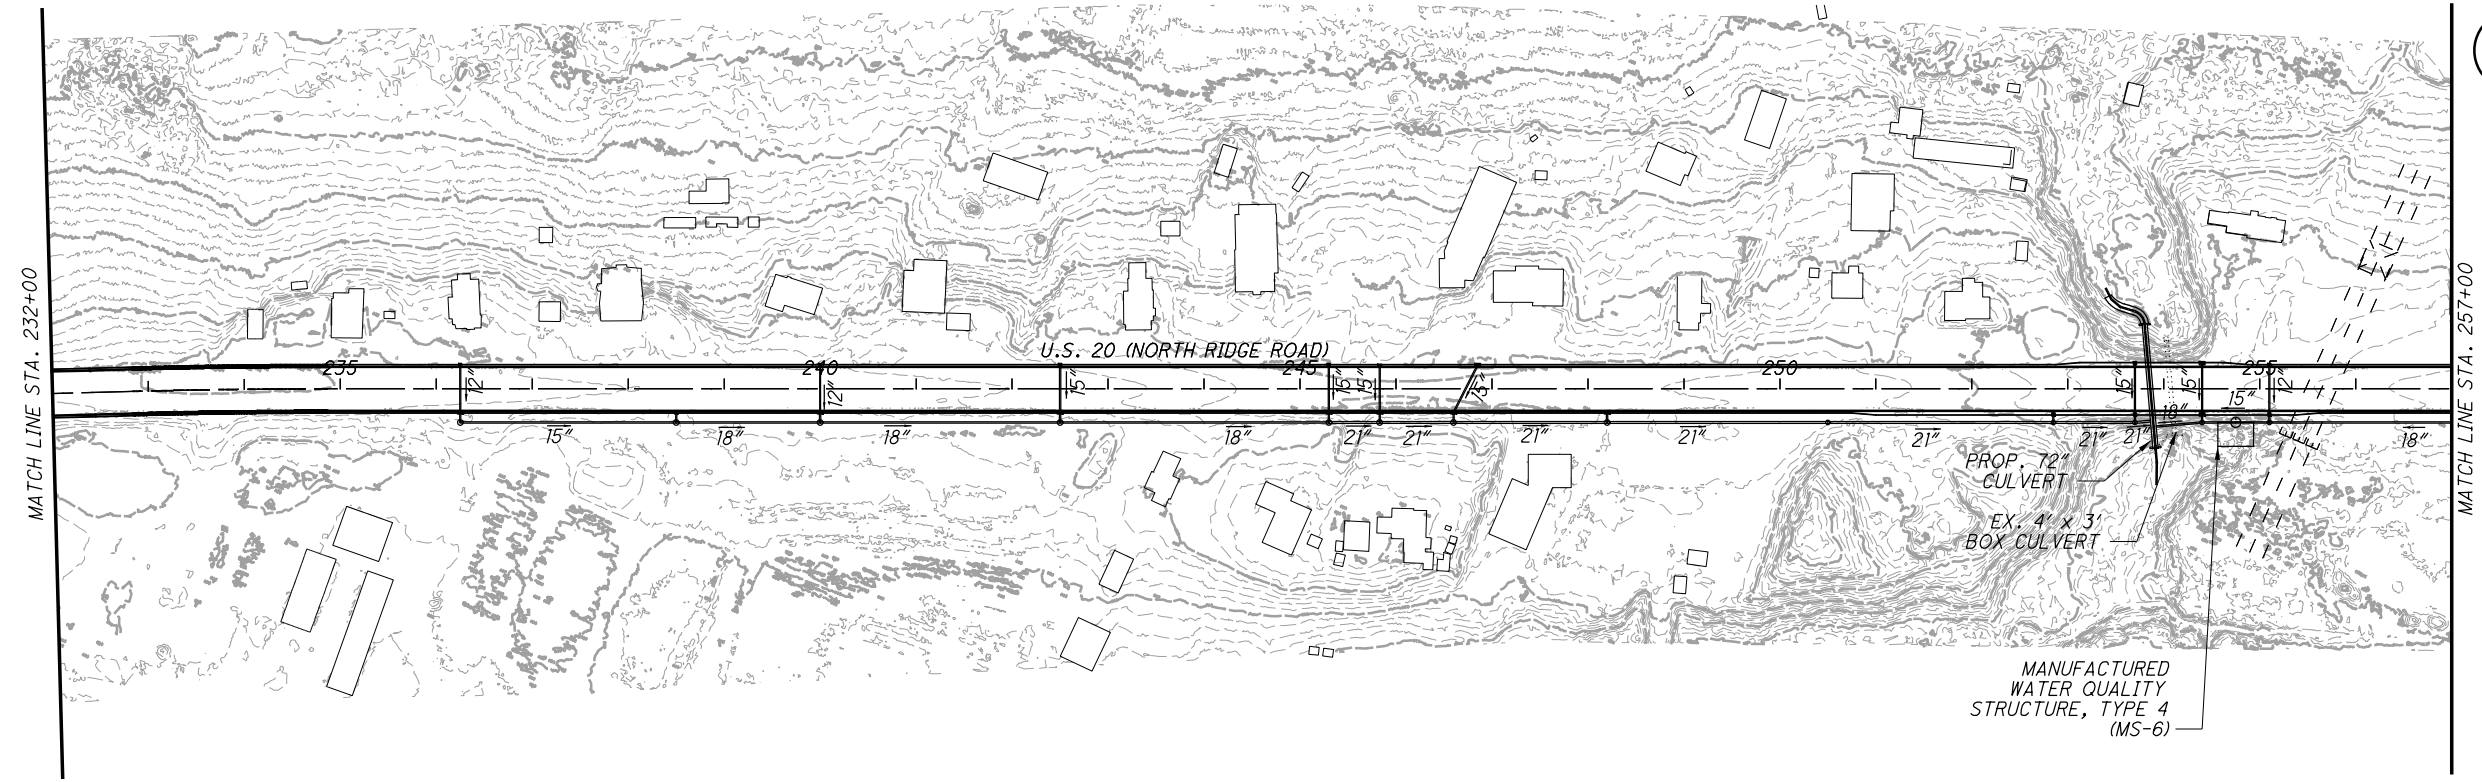 MATCH LINE STA. 232+00
U.S. 20 (NORTH RIDGE ROAD)
235
240
245
250
255
12"
12"
15"
15"
15"
15"
15"
15"
12"
18"
15"
15"
18"
18"
18"
21"
21"
21"
21"
21"
21"
21"
18"
PROP. 72"
CULVERT
EX. 4' x 3'
BOX CULVERT
MANUFACTURED
WATER QUALITY
STRUCTURE, TYPE 4
(MS-6)
MATCH LINE STA. 257+00